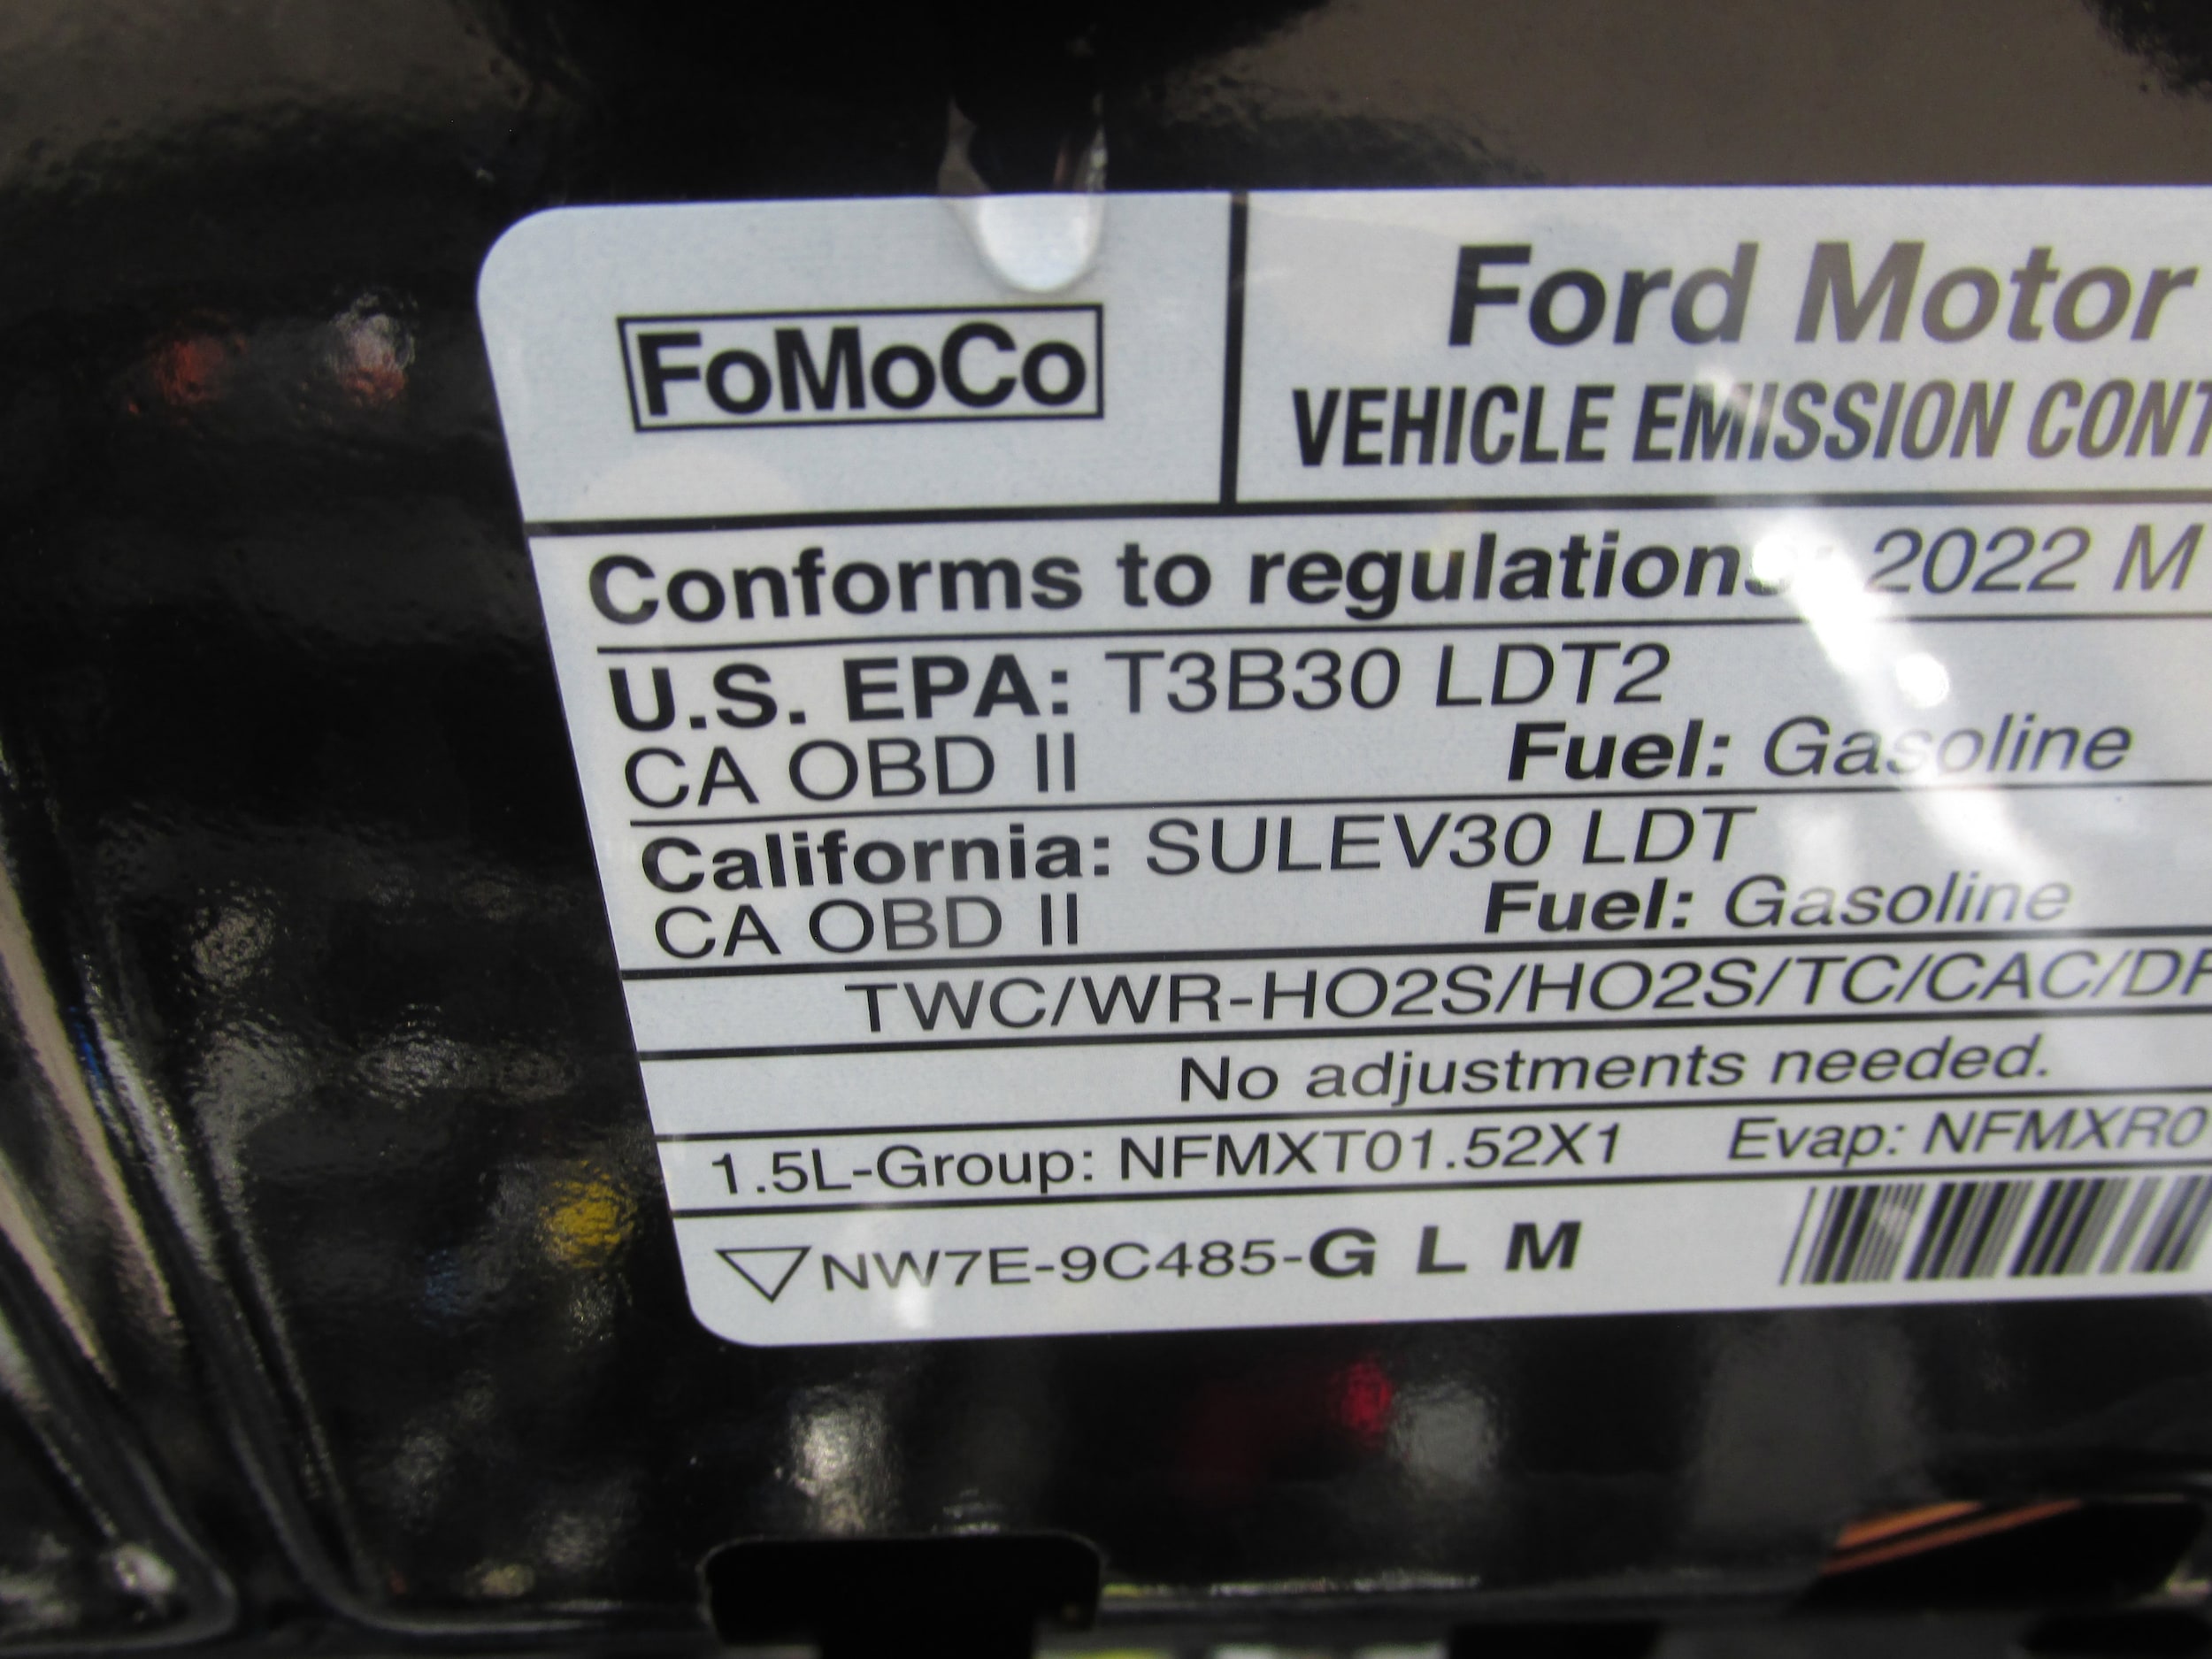 FoMoCo
Ford Motor
VEHICLE EMISSION CONT
Conforms to regulations: 2022 M
U.S. EPA: T3B30 LDT2
CA OBD II Fuel: Gasoline
California: SULEV30 LDT
CA OBD II Fuel: Gasoline
TWC/WR-HO2S/HO2S/TC/CAC/DF
No adjustments needed.
1.5L-Group: NFMXT01.52X1 Evap: NFMXR0
NW7E-9C485-G L M